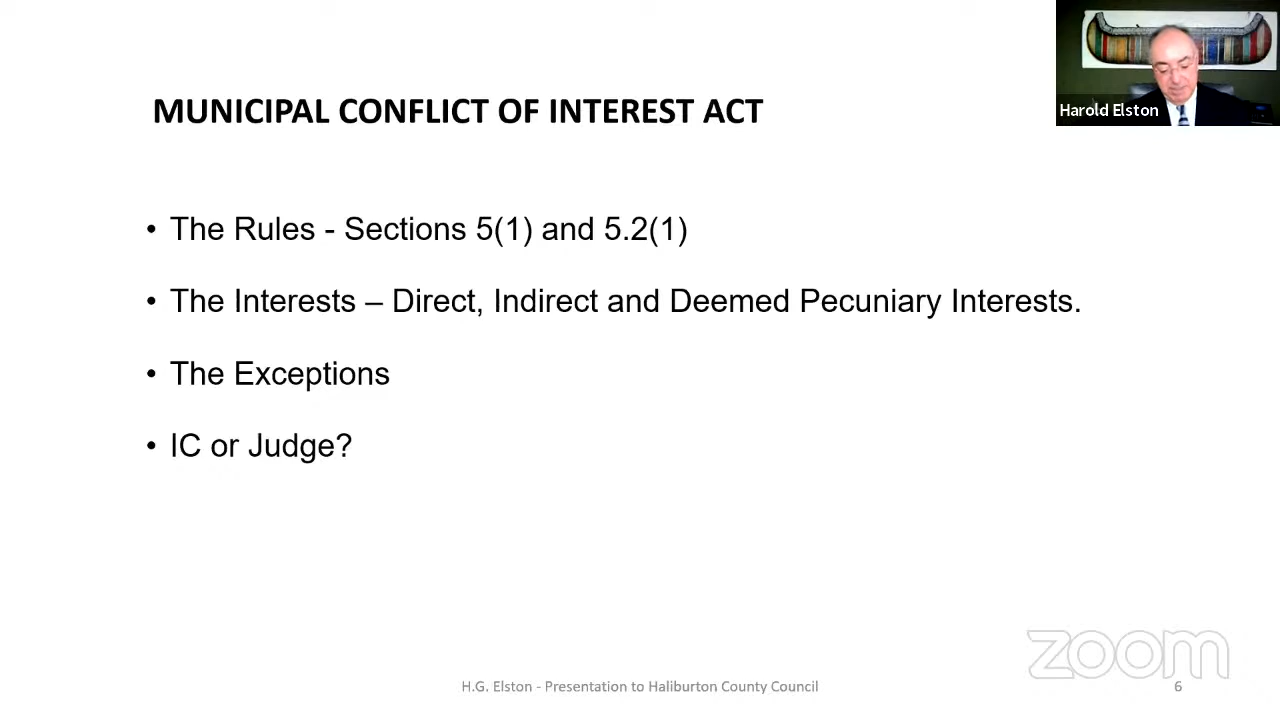 MUNICIPAL CONFLICT OF INTEREST ACT
Harold Elston
• The Rules - Sections 5(1) and 5.2(1)
• The Interests – Direct, Indirect and Deemed Pecuniary Interests.
• The Exceptions
• IC or Judge?
zoom
H.G. Elston - Presentation to Haliburton County Council
6